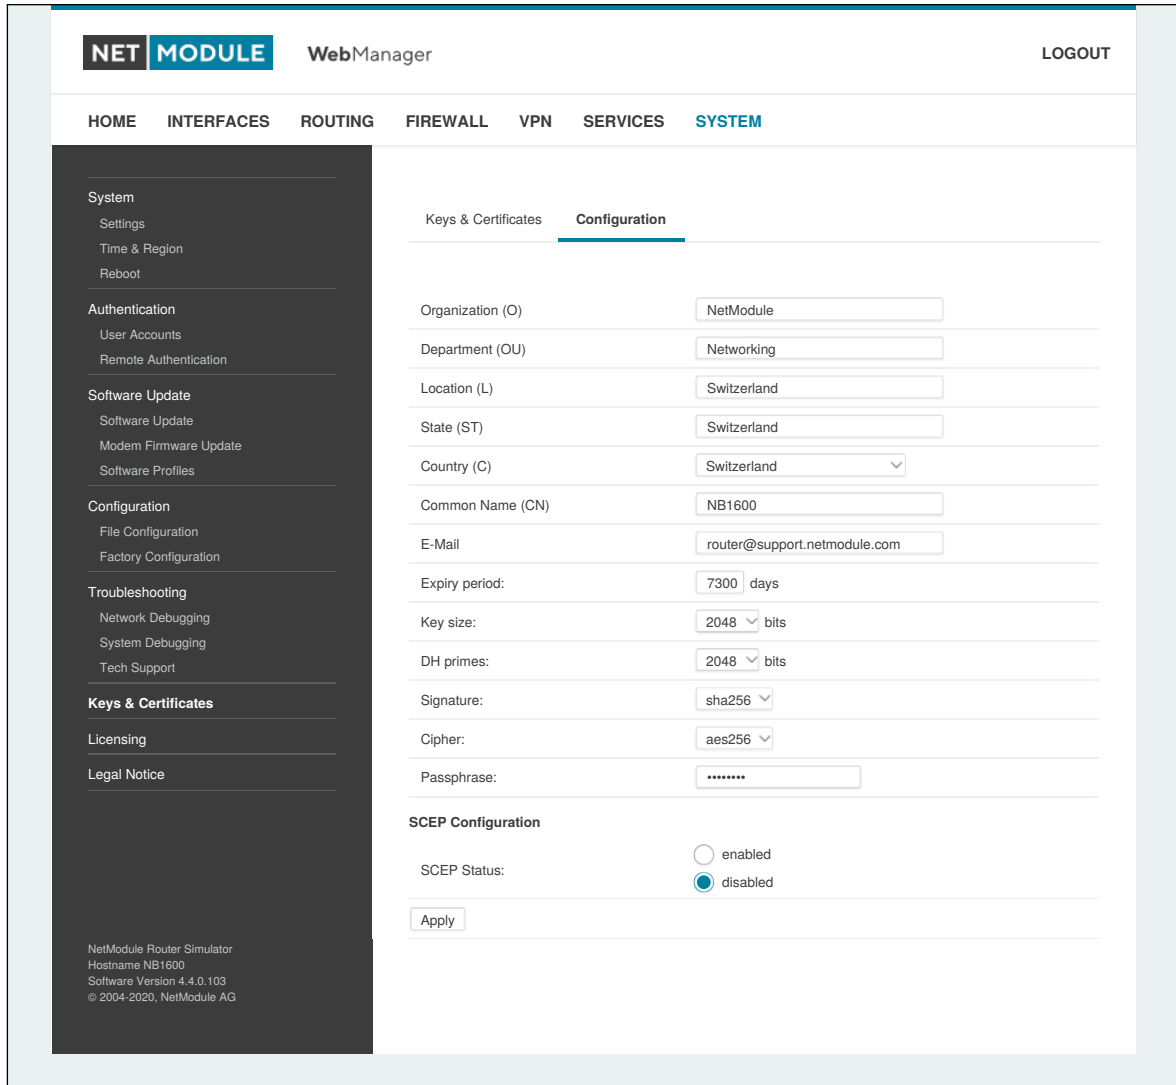 NET MODULE WebManager LOGOUT
HOME INTERFACES ROUTING FIREWALL VPN SERVICES SYSTEM
System
Settings
Time & Region
Reboot
Authentication
User Accounts
Remote Authentication
Software Update
Software Update
Modem Firmware Update
Software Profiles
Configuration
File Configuration
Factory Configuration
Troubleshooting
Network Debugging
System Debugging
Tech Support
Keys & Certificates
Licensing
Legal Notice
NetModule Router Simulator
Hostname NB1600
Software Version 4.4.0.103
© 2004-2020, NetModule AG
Keys & Certificates Configuration
Organization (O) NetModule
Department (OU) Networking
Location (L) Switzerland
State (ST) Switzerland
Country (C) Switzerland
Common Name (CN) NB1600
E-Mail router@support.netmodule.com
Expiry period: 7300 days
Key size: 2048 bits
DH primes: 2048 bits
Signature: sha256
Cipher: aes256
Passphrase: ••••••••
SCEP Configuration
SCEP Status: enabled
disabled
Apply